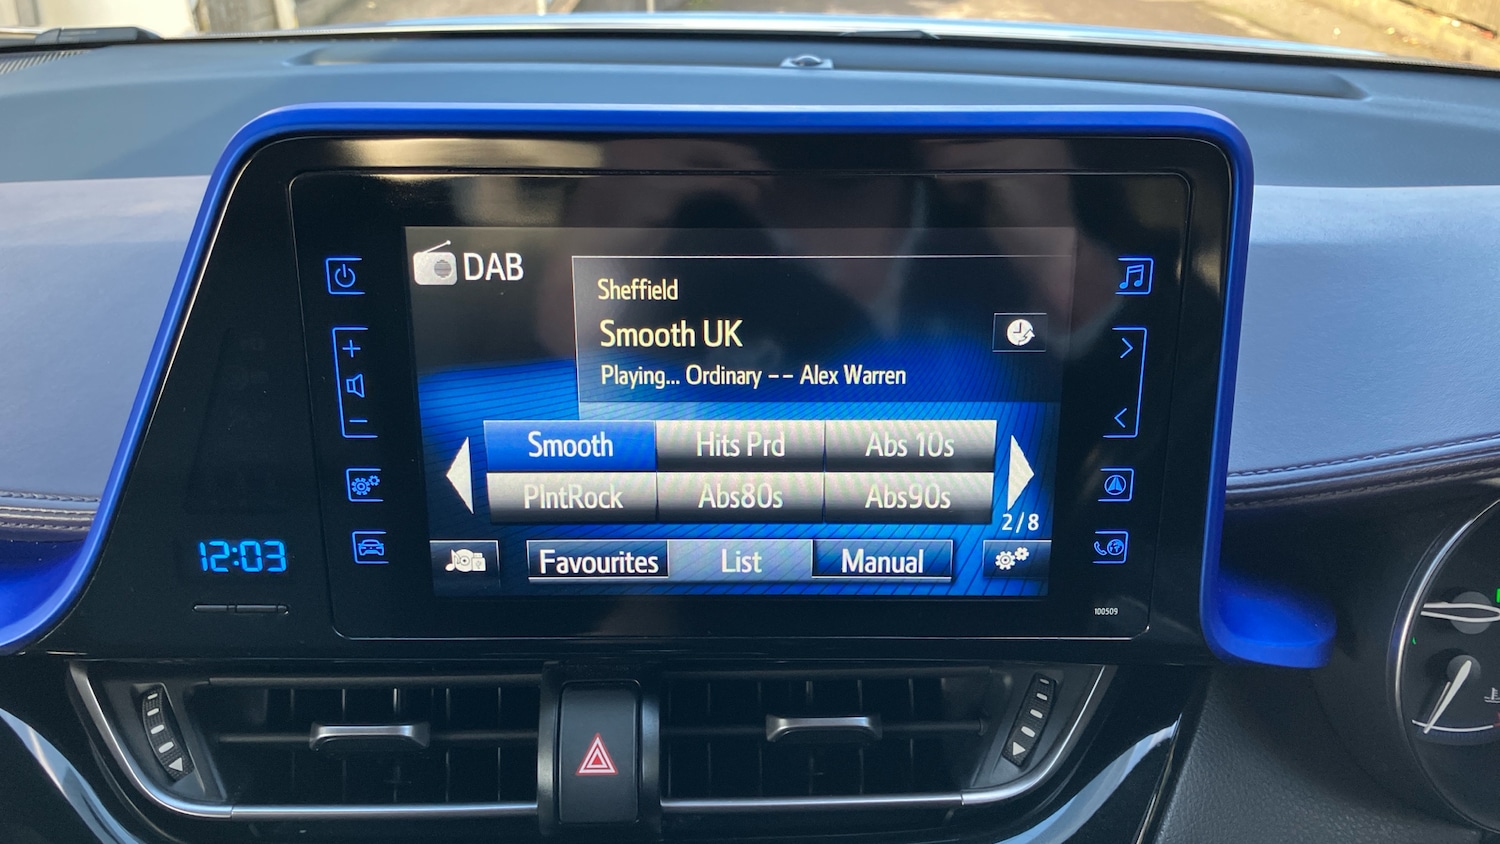 DAB
Sheffield
Smooth UK
Playing... Ordinary -- Alex Warren
Smooth Hits Prd Abs 10s
PlntRock Abs80s Abs90s
2/8
Favourites List Manual
12:03
100509